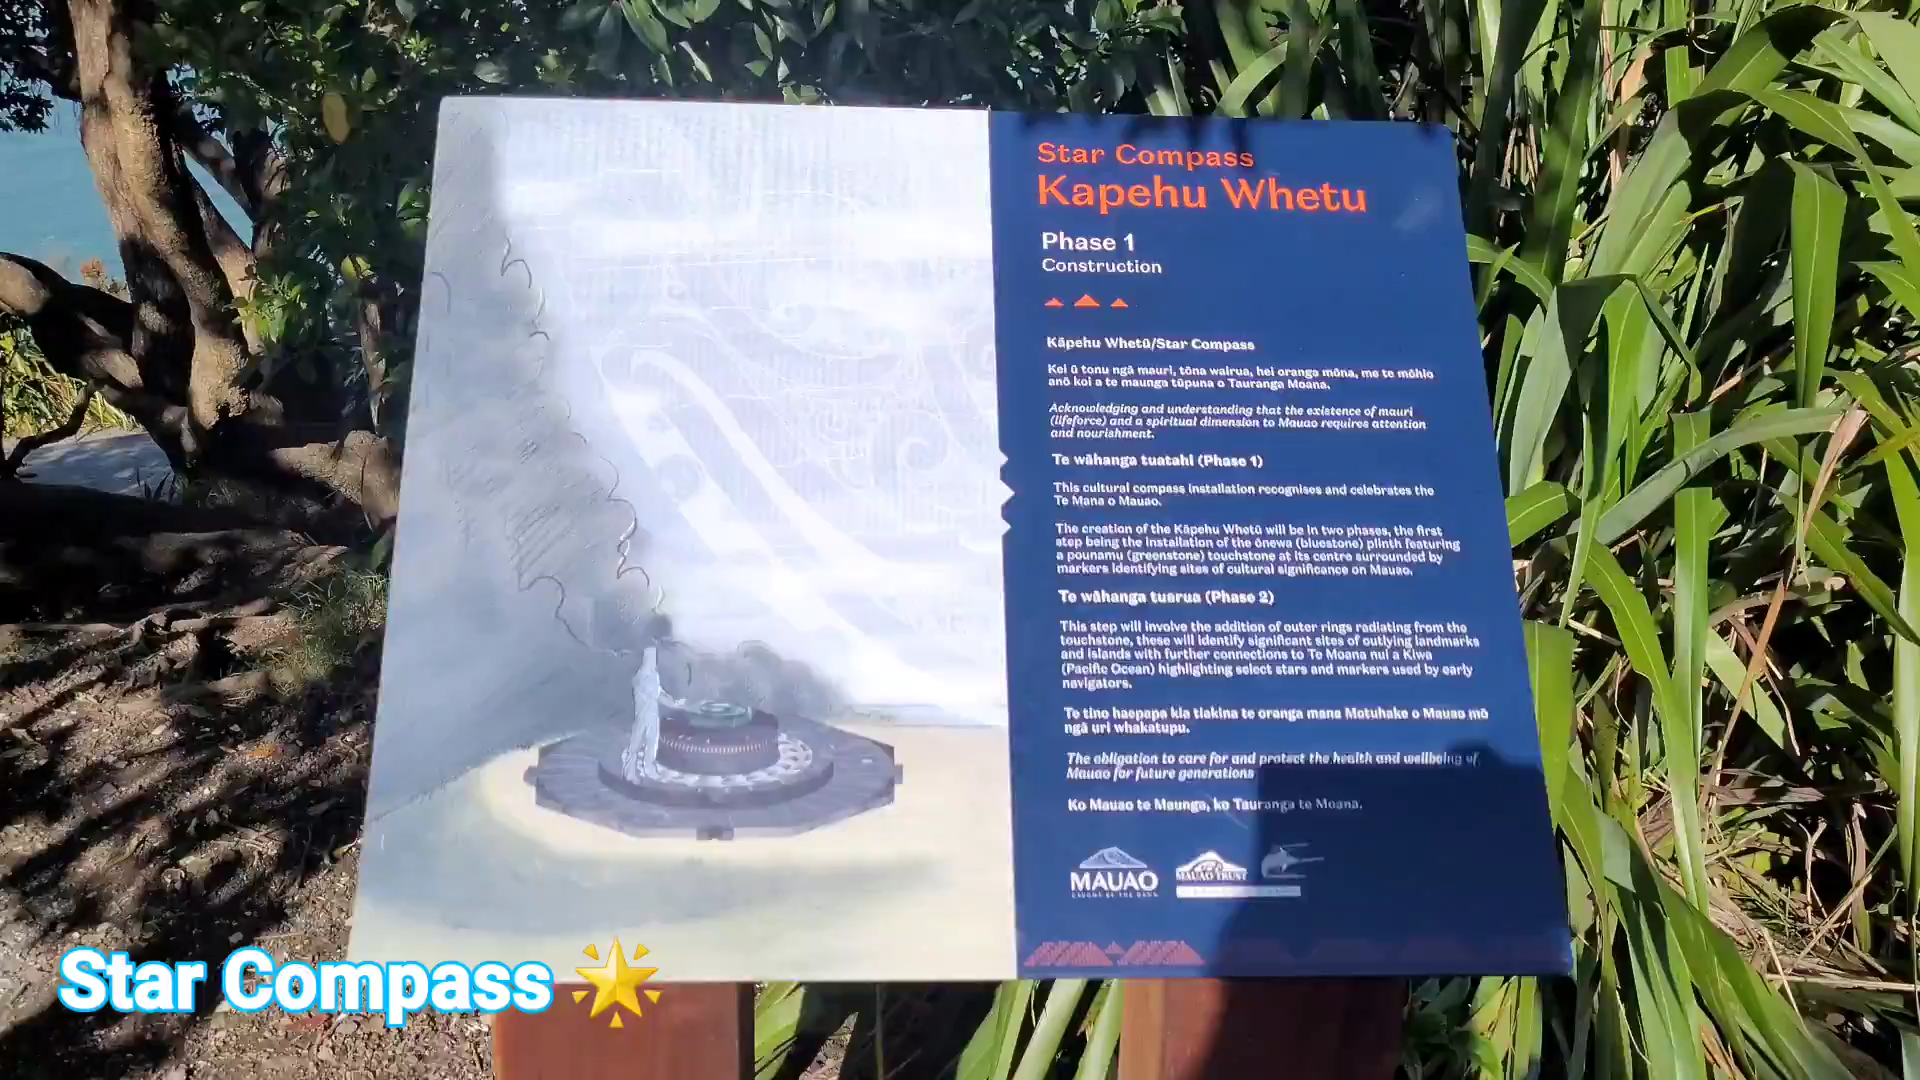 Star Compass
Kapehu Whetu
Phase 1
Construction
Kāpehu Whetū/Star Compass
Kei ū tonu ngā mauri, tōna wairua, hei oranga mōna, me te mōhio
anō koi a te maunga tūpuna o Tauranga Moana.
Acknowledging and understanding that the existence of mauri
(lifeforce) and a spiritual dimension to Mauao requires attention
and nourishment.
Te wāhanga tuatahi (Phase 1)
This cultural compass installation recognises and celebrates the
Te Mana o Mauao.
The creation of the Kāpehu Whetū will be in two phases, the first
step being the installation of the ōnewa (bluestone) plinth featuring
a pounamu (greenstone) touchstone at its centre surrounded by
markers identifying sites of cultural significance on Mauao.
Te wāhanga tuarua (Phase 2)
This step will involve the addition of outer rings radiating from the
touchstone, these will identify significant sites of outlying landmarks
and islands with further connections to Te Moana nui a Kiwa
(Pacific Ocean) highlighting select stars and markers used by early
navigators.
Te tino haepapa kia tiakina te oranga mana Motuhake o Mauao mō
ngā uri whakatupu.
The obligation to care for and protect the health and wellbeing of
Mauao for future generations
Ko Mauao te Maunga, ko Tauranga te Moana.
MAUAO
CAUGHT BY THE DAWN
MAUAO TRUST
Star Compass 🌟